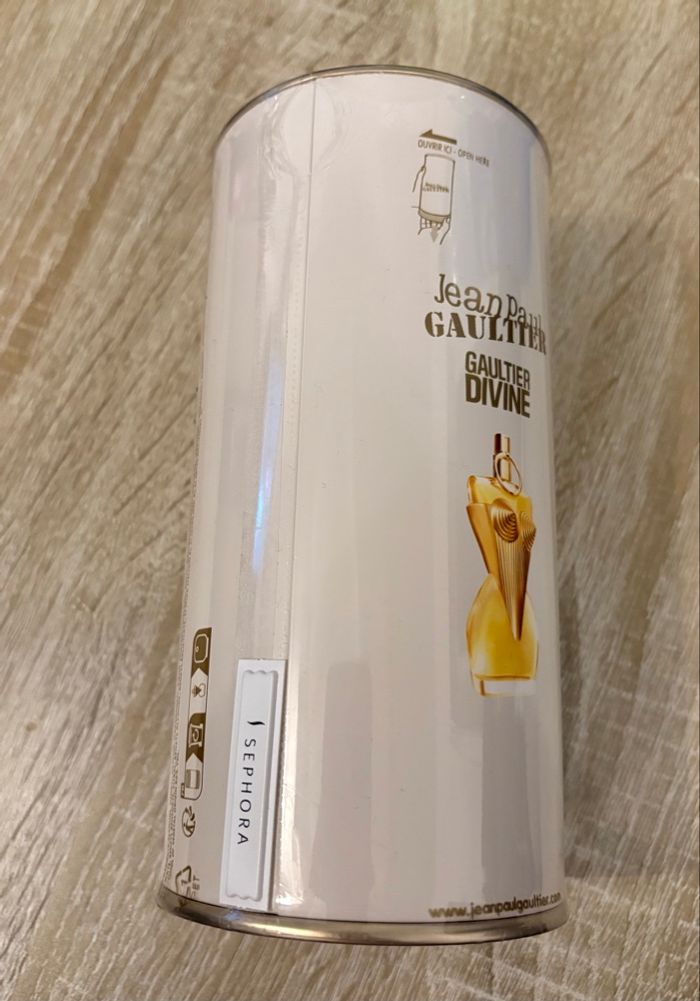 OUVRIR ICI - OPEN HERE
Jean Paul
GAULTIER
GAULTIER
DIVINE
SEPHORA
www.jeanpaulgaultier.com